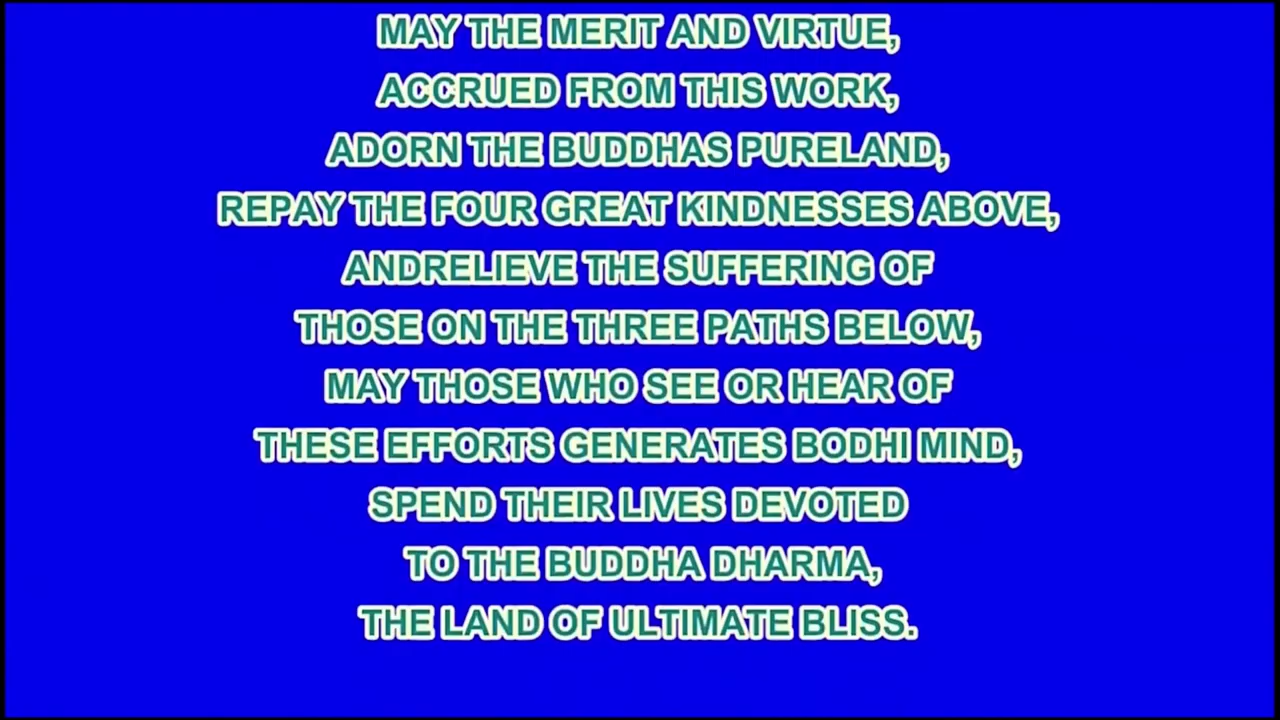 MAY THE MERIT AND VIRTUE,
ACCRUED FROM THIS WORK,
ADORN THE BUDDHAS PURELAND,
REPAY THE FOUR GREAT KINDNESSES ABOVE,
ANDRELIEVE THE SUFFERING OF
THOSE ON THE THREE PATHS BELOW,
MAY THOSE WHO SEE OR HEAR OF
THESE EFFORTS GENERATES BODHI MIND,
SPEND THEIR LIVES DEVOTED
TO THE BUDDHA DHARMA,
THE LAND OF ULTIMATE BLISS.